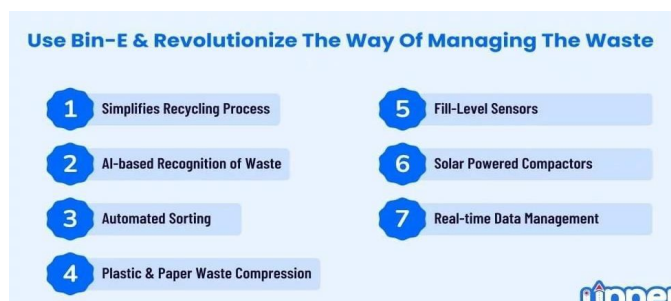 Use Bin-E & Revolutionize The Way Of Managing The Waste
1 Simplifies Recycling Process
2 AI-based Recognition of Waste
3 Automated Sorting
4 Plastic & Paper Waste Compression
5 Fill-Level Sensors
6 Solar Powered Compactors
7 Real-time Data Management